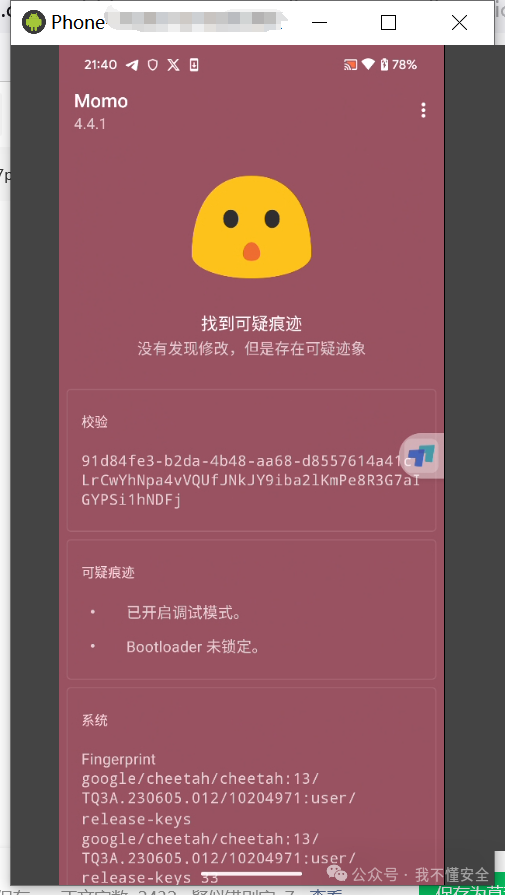 Phone
21:40
78%
Momo
4.4.1
找到可疑痕迹
没有发现修改，但是存在可疑迹象
校验
91d84fe3-b2da-4b48-aa68-d8557614a41c
LrCwYhNpa4vVQUfJNkJY9iba2lKmPe8R3G7aI
GYPSi1hNDFj
可疑痕迹
• 已开启调试模式。
• Bootloader 未锁定。
系统
Fingerprint
google/cheetah/cheetah:13/
TQ3A.230605.012/10204971:user/
release-keys
google/cheetah/cheetah:13/
TQ3A.230605.012/10204971:user/
release-keys 33
公众号 · 我不懂安全